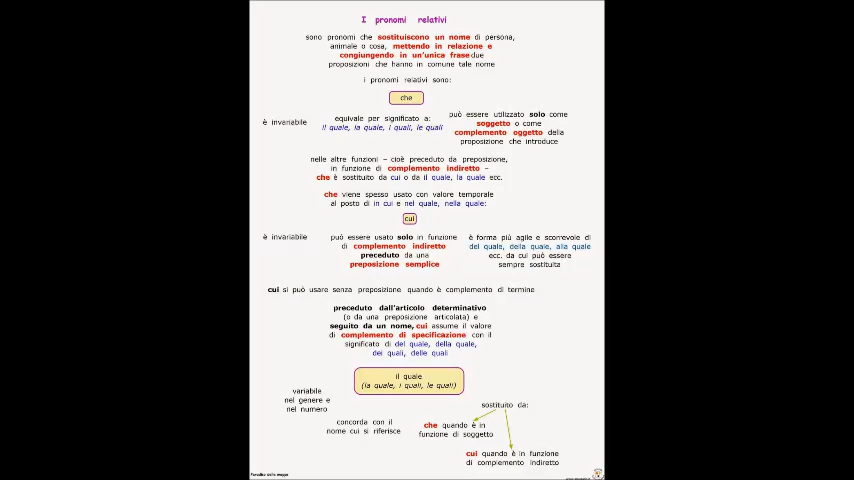 I pronomi relativi
sono pronomi che sostituiscono un nome di persona,
animale o cosa, mettendo in relazione e
congiungendo in un'unica frase due
proposizioni che hanno in comune tale nome
i pronomi relativi sono:
che
è invariabile
equivale per significato a:
il quale, la quale, i quali, le quali
può essere utilizzato solo come
soggetto o come
complemento oggetto della
proposizione che introduce
nelle altre funzioni – cioè preceduto da preposizione,
in funzione di complemento indiretto –
che è sostituito da cui o da il quale, la quale ecc.
che viene spesso usato con valore temporale
al posto di in cui e nel quale, nella quale:
cui
è invariabile
può essere usato solo in funzione
di complemento indiretto
preceduto da una
preposizione semplice
è forma più agile e scorrevole di
del quale, della quale, alla quale
ecc. da cui può essere
sempre sostituita
cui si può usare senza preposizione quando è complemento di termine
preceduto dall'articolo determinativo
(o da una preposizione articolata) e
seguito da un nome, cui assume il valore
di complemento di specificazione con il
significato di del quale, della quale,
dei quali, delle quali
il quale
(la quale, i quali, le quali)
variabile
nel genere e
nel numero
concorda con il
nome cui si riferisce
sostituito da:
che quando è in
funzione di soggetto
cui quando è in funzione
di complemento indiretto
Paradiso delle mappe